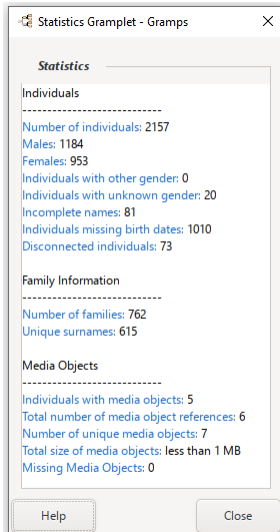 Statistics Gramplet - Gramps
Statistics
Individuals
----------------------------
Number of individuals: 2157
Males: 1184
Females: 953
Individuals with other gender: 0
Individuals with unknown gender: 20
Incomplete names: 81
Individuals missing birth dates: 1010
Disconnected individuals: 73
Family Information
----------------------------
Number of families: 762
Unique surnames: 615
Media Objects
----------------------------
Individuals with media objects: 5
Total number of media object references: 6
Number of unique media objects: 7
Total size of media objects: less than 1 MB
Missing Media Objects: 0
Help Close